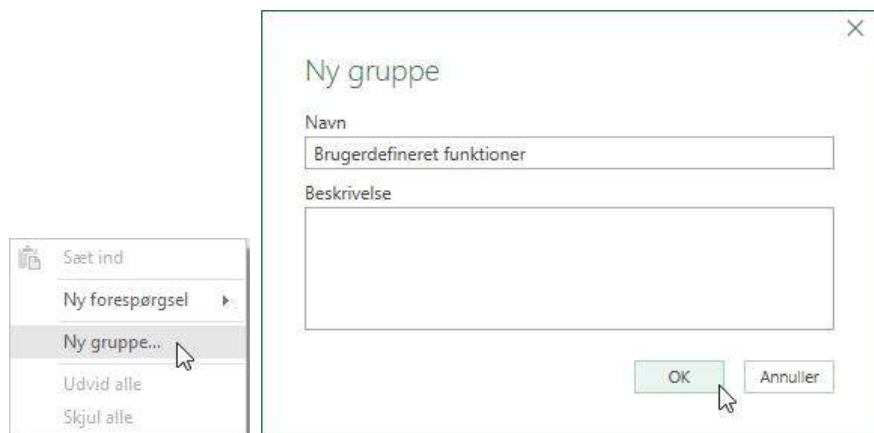 Sæt ind
Ny forespørgsel
Ny gruppe...
Udvid alle
Skjul alle
Ny gruppe
Navn
Brugerdefineret funktioner
Beskrivelse
OK
Annuller